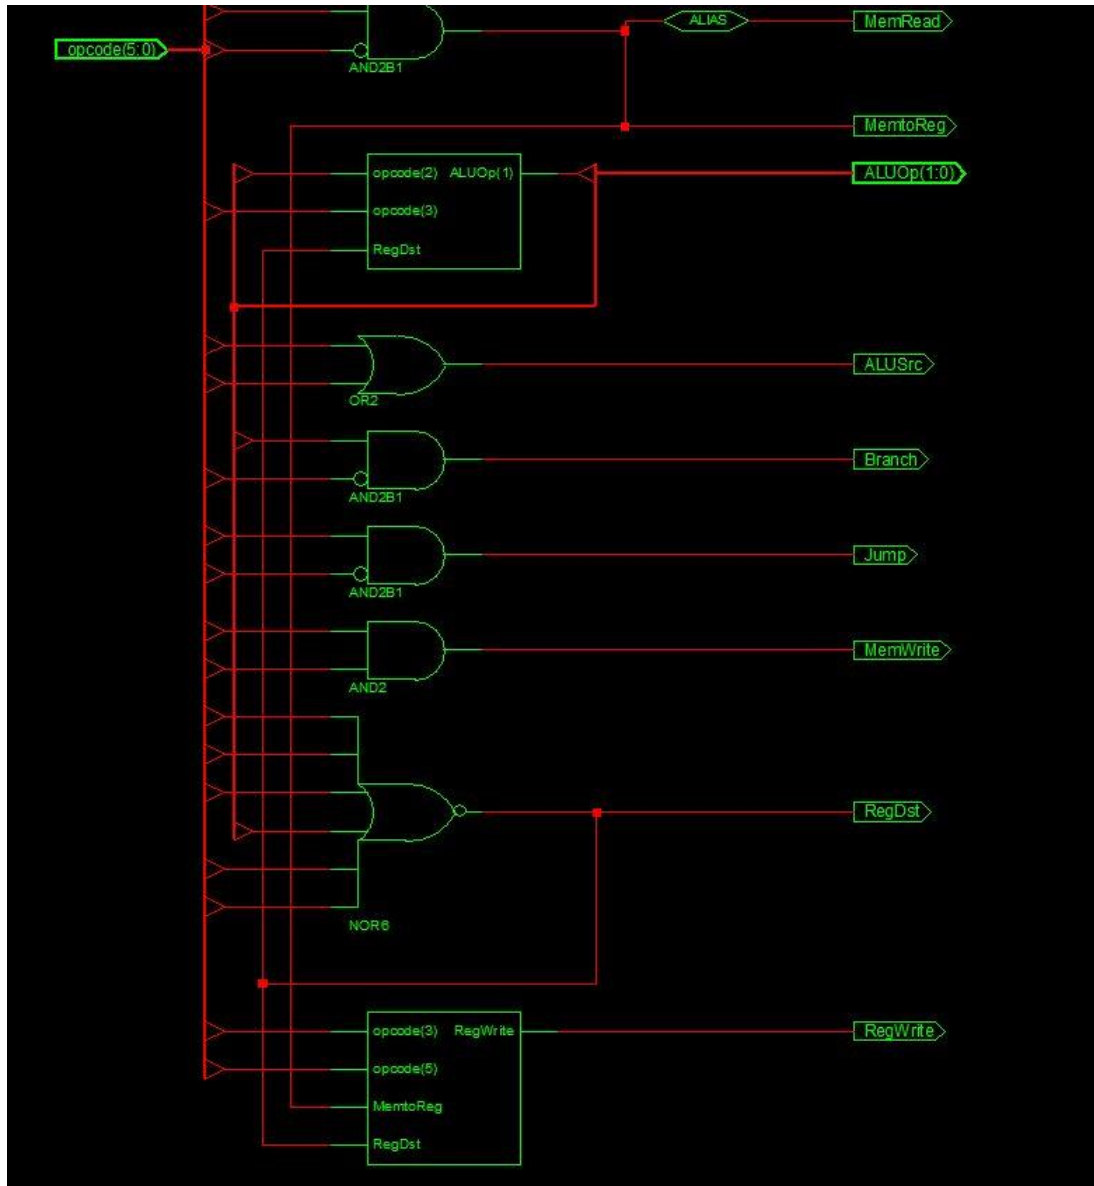 ALIAS
MemRead
opcode(5:0)
AND2B1
MemtoReg
opcode(2) ALUOp(1)
ALUOp(1:0)
opcode(3)
RegDst
ALUSrc
OR2
Branch
AND2B1
Jump
AND2B1
MemWrite
AND2
RegDst
NOR6
opcode(3) RegWrite
RegWrite
opcode(5)
MemtoReg
RegDst